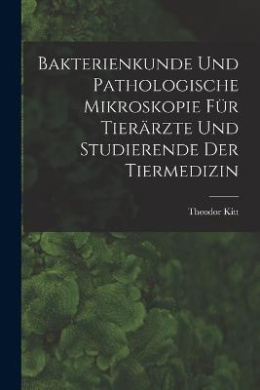 Bakterienkunde Und
Pathologische
Mikroskopie Für
Tierärzte Und
Studierende Der
Tiermedizin
Theodor Kitt